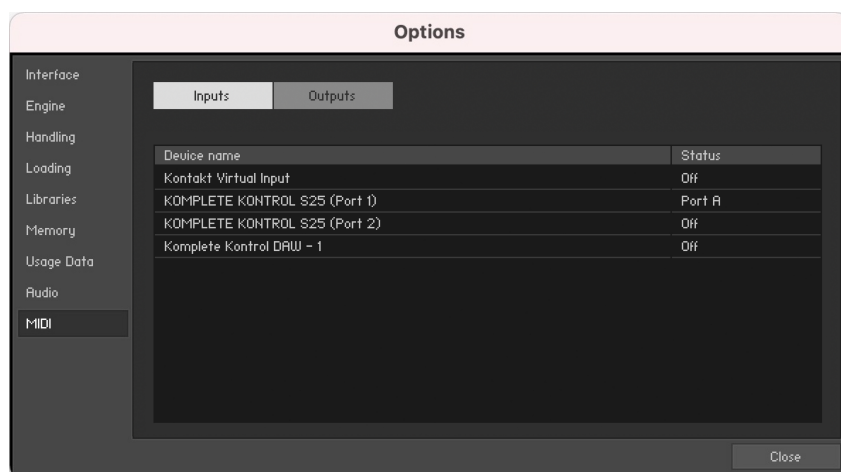 Options
Interface
Engine
Handling
Loading
Libraries
Memory
Usage Data
Audio
MIDI
Inputs Outputs
Device name Status
Kontakt Virtual Input Off
KOMPLETE KONTROL S25 (Port 1) Port A
KOMPLETE KONTROL S25 (Port 2) Off
Komplete Kontrol DAW - 1 Off
Close